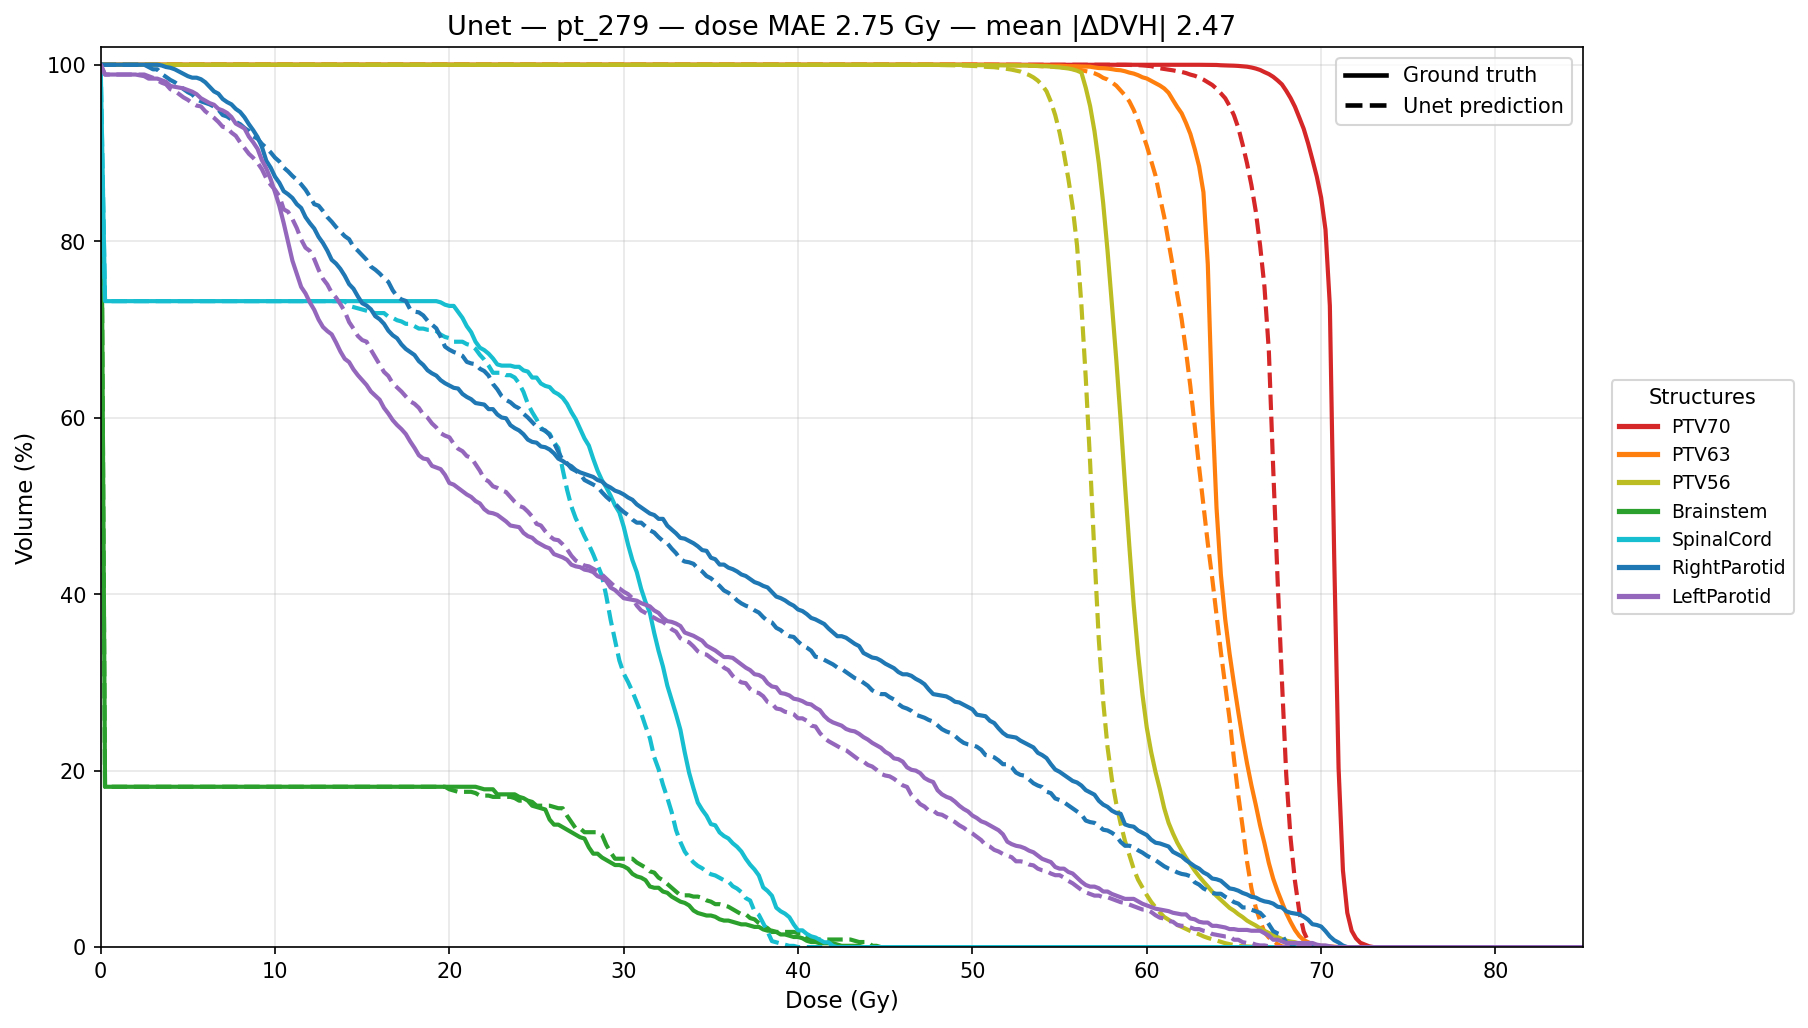 Unet — pt_279 — dose MAE 2.75 Gy — mean |ΔDVH| 2.47
Ground truth
Unet prediction
Structures
PTV70
PTV63
PTV56
Brainstem
SpinalCord
RightParotid
LeftParotid
Volume (%)
100
80
60
40
20
0
0 10 20 30 40 50 60 70 80
Dose (Gy)